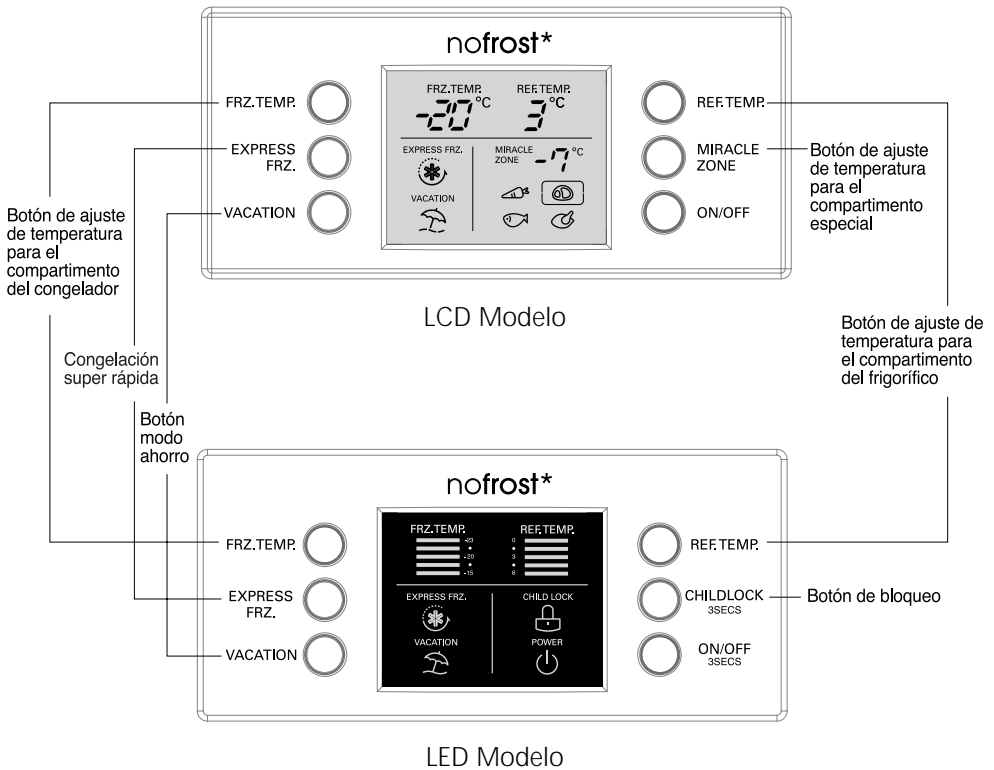 nofrost*
FRZ.TEMP.
EXPRESS
FRZ.
VACATION
FRZ.TEMP.
-20 °C
REF.TEMP.
3 °C
EXPRESS FRZ.
VACATION
MIRACLE
ZONE
-7 °C
REF.TEMP.
MIRACLE
ZONE
ON/OFF
Botón de ajuste
de temperatura
para el
compartimento
especial
Botón de ajuste
de temperatura
para el
compartimento
del congelador
LCD Modelo
Botón de ajuste de
temperatura para
el compartimento
del frigorífico
Congelación
super rápida
Botón
modo
ahorro
nofrost*
FRZ.TEMP.
EXPRESS
FRZ.
VACATION
FRZ.TEMP.
-23
-20
-15
REF.TEMP.
0
3
6
EXPRESS FRZ.
VACATION
CHILD LOCK
POWER
REF.TEMP.
CHILDLOCK
3SECS
ON/OFF
3SECS
Botón de bloqueo
LED Modelo